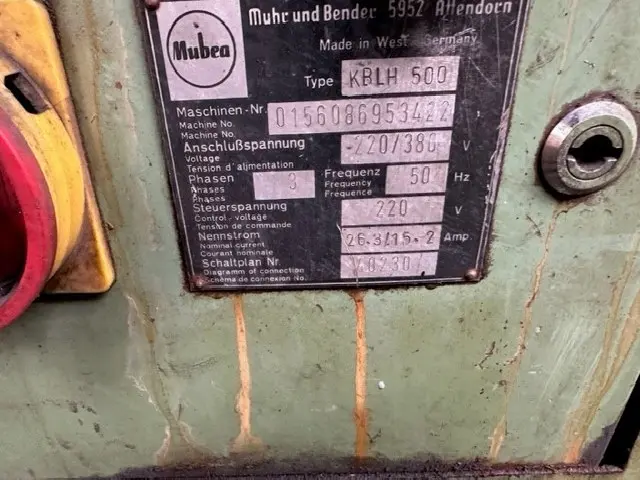 Mubea
Muhr und Bender 5952 Attendorn
Made in West Germany
Type KBLH 500
Maschinen-Nr. 0156086953422
Machine No.
Machine No.
Anschlußspannung 220/380 V
Voltage
Tension d'alimentation
Phasen 3 Frequenz 50 Hz
Phases Frequency
Phases Frequence
Steuerspannung 220 V
Control-voltage
Tension de commande
Nennstrom 26.3/15.2 Amp.
Nominal current
Courant nominale
Schaltplan Nr.
Diagramm of connection
Schéma de connexion No.